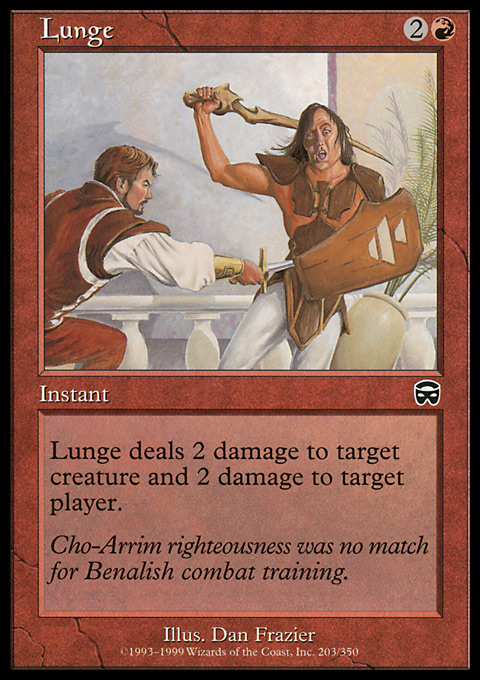 Lunge 2
Instant
Lunge deals 2 damage to target
creature and 2 damage to target
player.
Cho-Arrim righteousness was no match
for Benalish combat training.
Illus. Dan Frazier
©1993–1999 Wizards of the Coast, Inc. 203/350